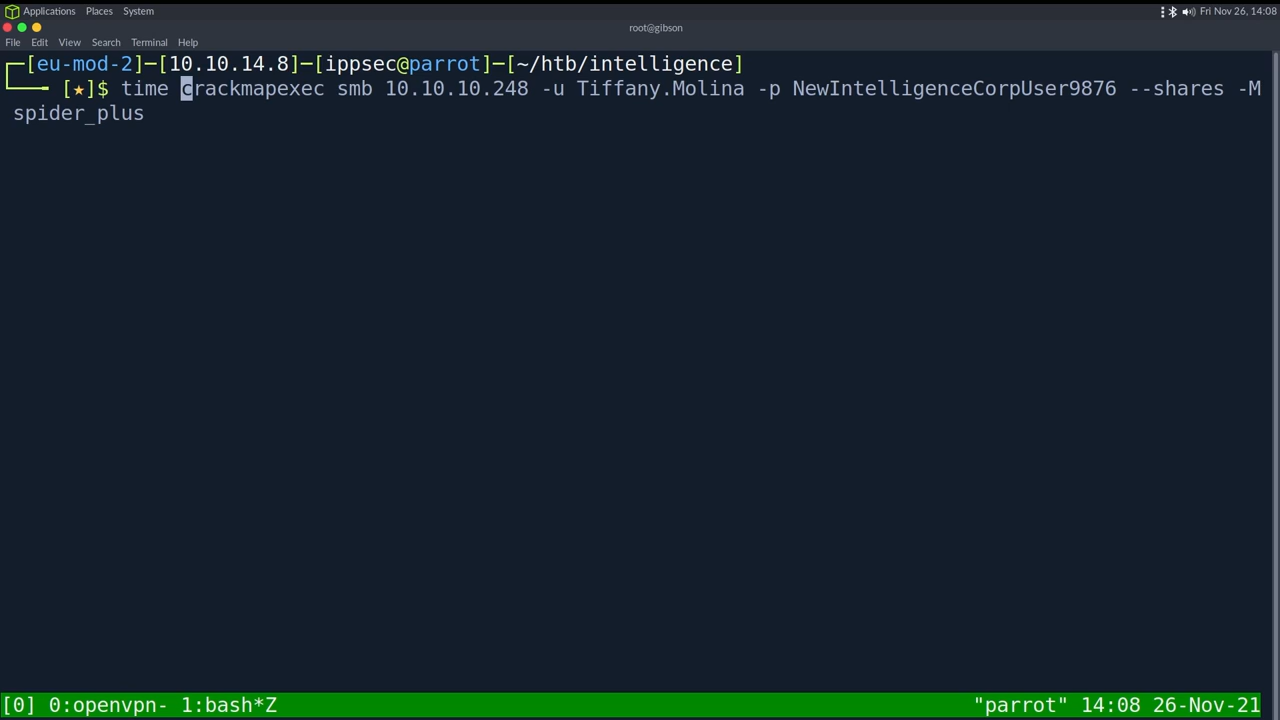 Applications Places System Fri Nov 26, 14:08
root@gibson
File Edit View Search Terminal Help
┌─[eu-mod-2]─[10.10.14.8]─[ippsec@parrot]─[~/htb/intelligence]
└──╼ [★]$ time crackmapexec smb 10.10.10.248 -u Tiffany.Molina -p NewIntelligenceCorpUser9876 --shares -M
spider_plus
[0] 0:openvpn- 1:bash*Z "parrot" 14:08 26-Nov-21